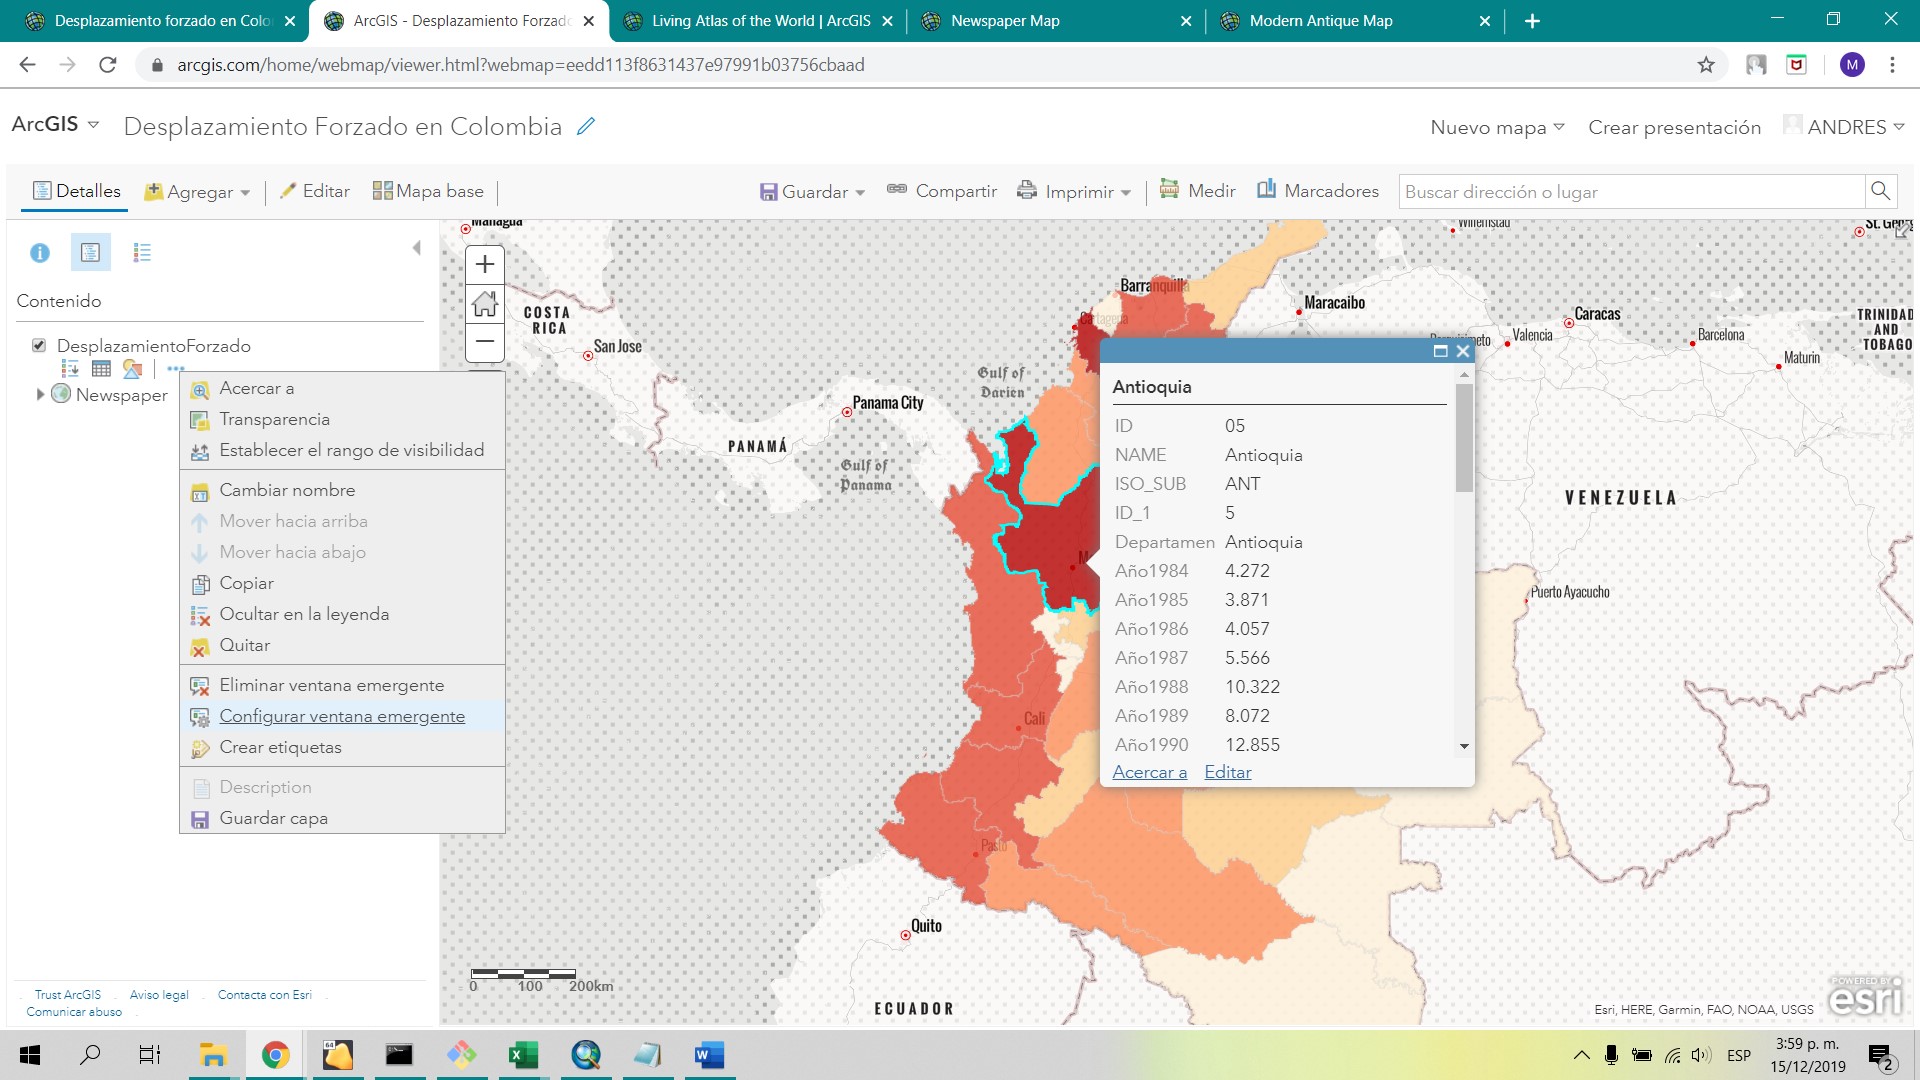 Desplazamiento forzado en Colo
ArcGIS - Desplazamiento Forzado
Living Atlas of the World | ArcGIS
Newspaper Map
Modern Antique Map
arcgis.com/home/webmap/viewer.html?webmap=eedd113f8631437e97991b03756cbaad
M
ArcGIS
Desplazamiento Forzado en Colombia
Nuevo mapa
Crear presentación
ANDRES
Detalles
Agregar
Editar
Mapa base
Guardar
Compartir
Imprimir
Medir
Marcadores
Buscar dirección o lugar
Contenido
DesplazamientoForzado
Newspaper
Acercar a
Transparencia
Establecer el rango de visibilidad
Cambiar nombre
Mover hacia arriba
Mover hacia abajo
Copiar
Ocultar en la leyenda
Quitar
Eliminar ventana emergente
Configurar ventana emergente
Crear etiquetas
Description
Guardar capa
Trust ArcGIS
Aviso legal
Contacta con Esri
Comunicar abuso
Managua
COSTA
RICA
San Jose
PANAMÁ
Panama City
Gulf of
Darien
Gulf of
Panama
Barranquilla
Cartagena
Willemstad
Maracaibo
Valencia
Caracas
Barcelona
Maturin
TRINIDAD
AND
TOBAGO
VENEZUELA
Puerto Ayacucho
M
Cali
Pasto
Quito
ECUADOR
0 100 200km
Antioquia
ID 05
NAME Antioquia
ISO_SUB ANT
ID_1 5
Departamen Antioquia
Año1984 4.272
Año1985 3.871
Año1986 4.057
Año1987 5.566
Año1988 10.322
Año1989 8.072
Año1990 12.855
Acercar a Editar
POWERED BY
esri
Esri, HERE, Garmin, FAO, NOAA, USGS
64
ESP
3:59 p. m.
15/12/2019
2